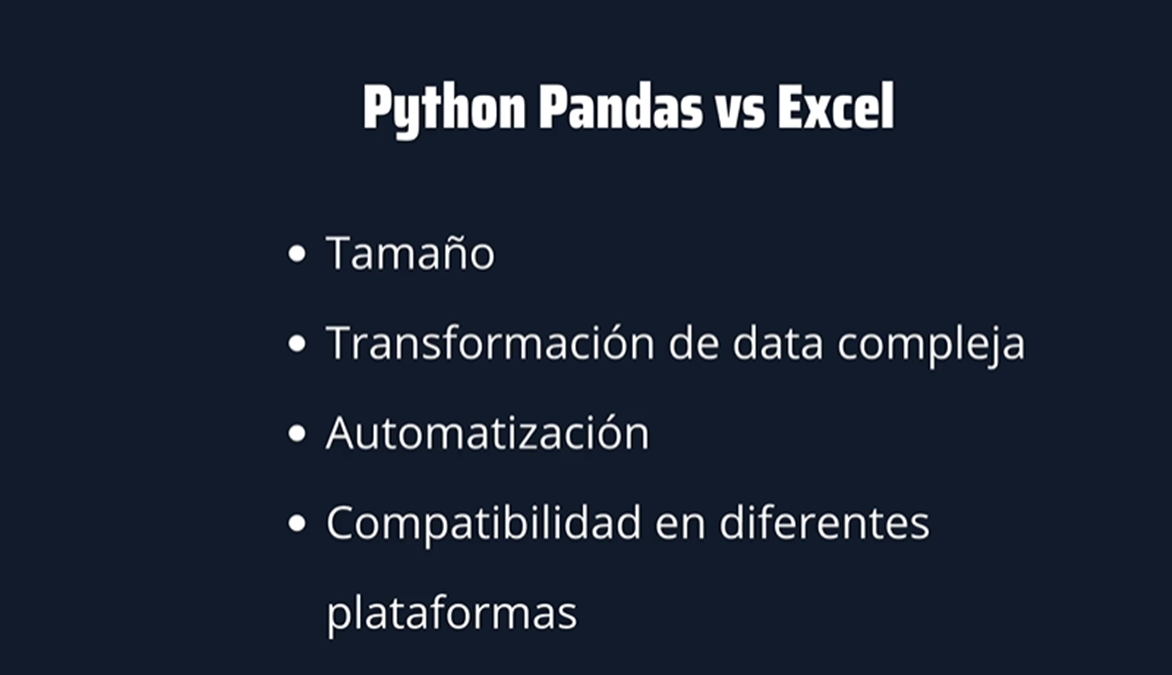 Python Pandas vs Excel
• Tamaño
• Transformación de data compleja
• Automatización
• Compatibilidad en diferentes
plataformas